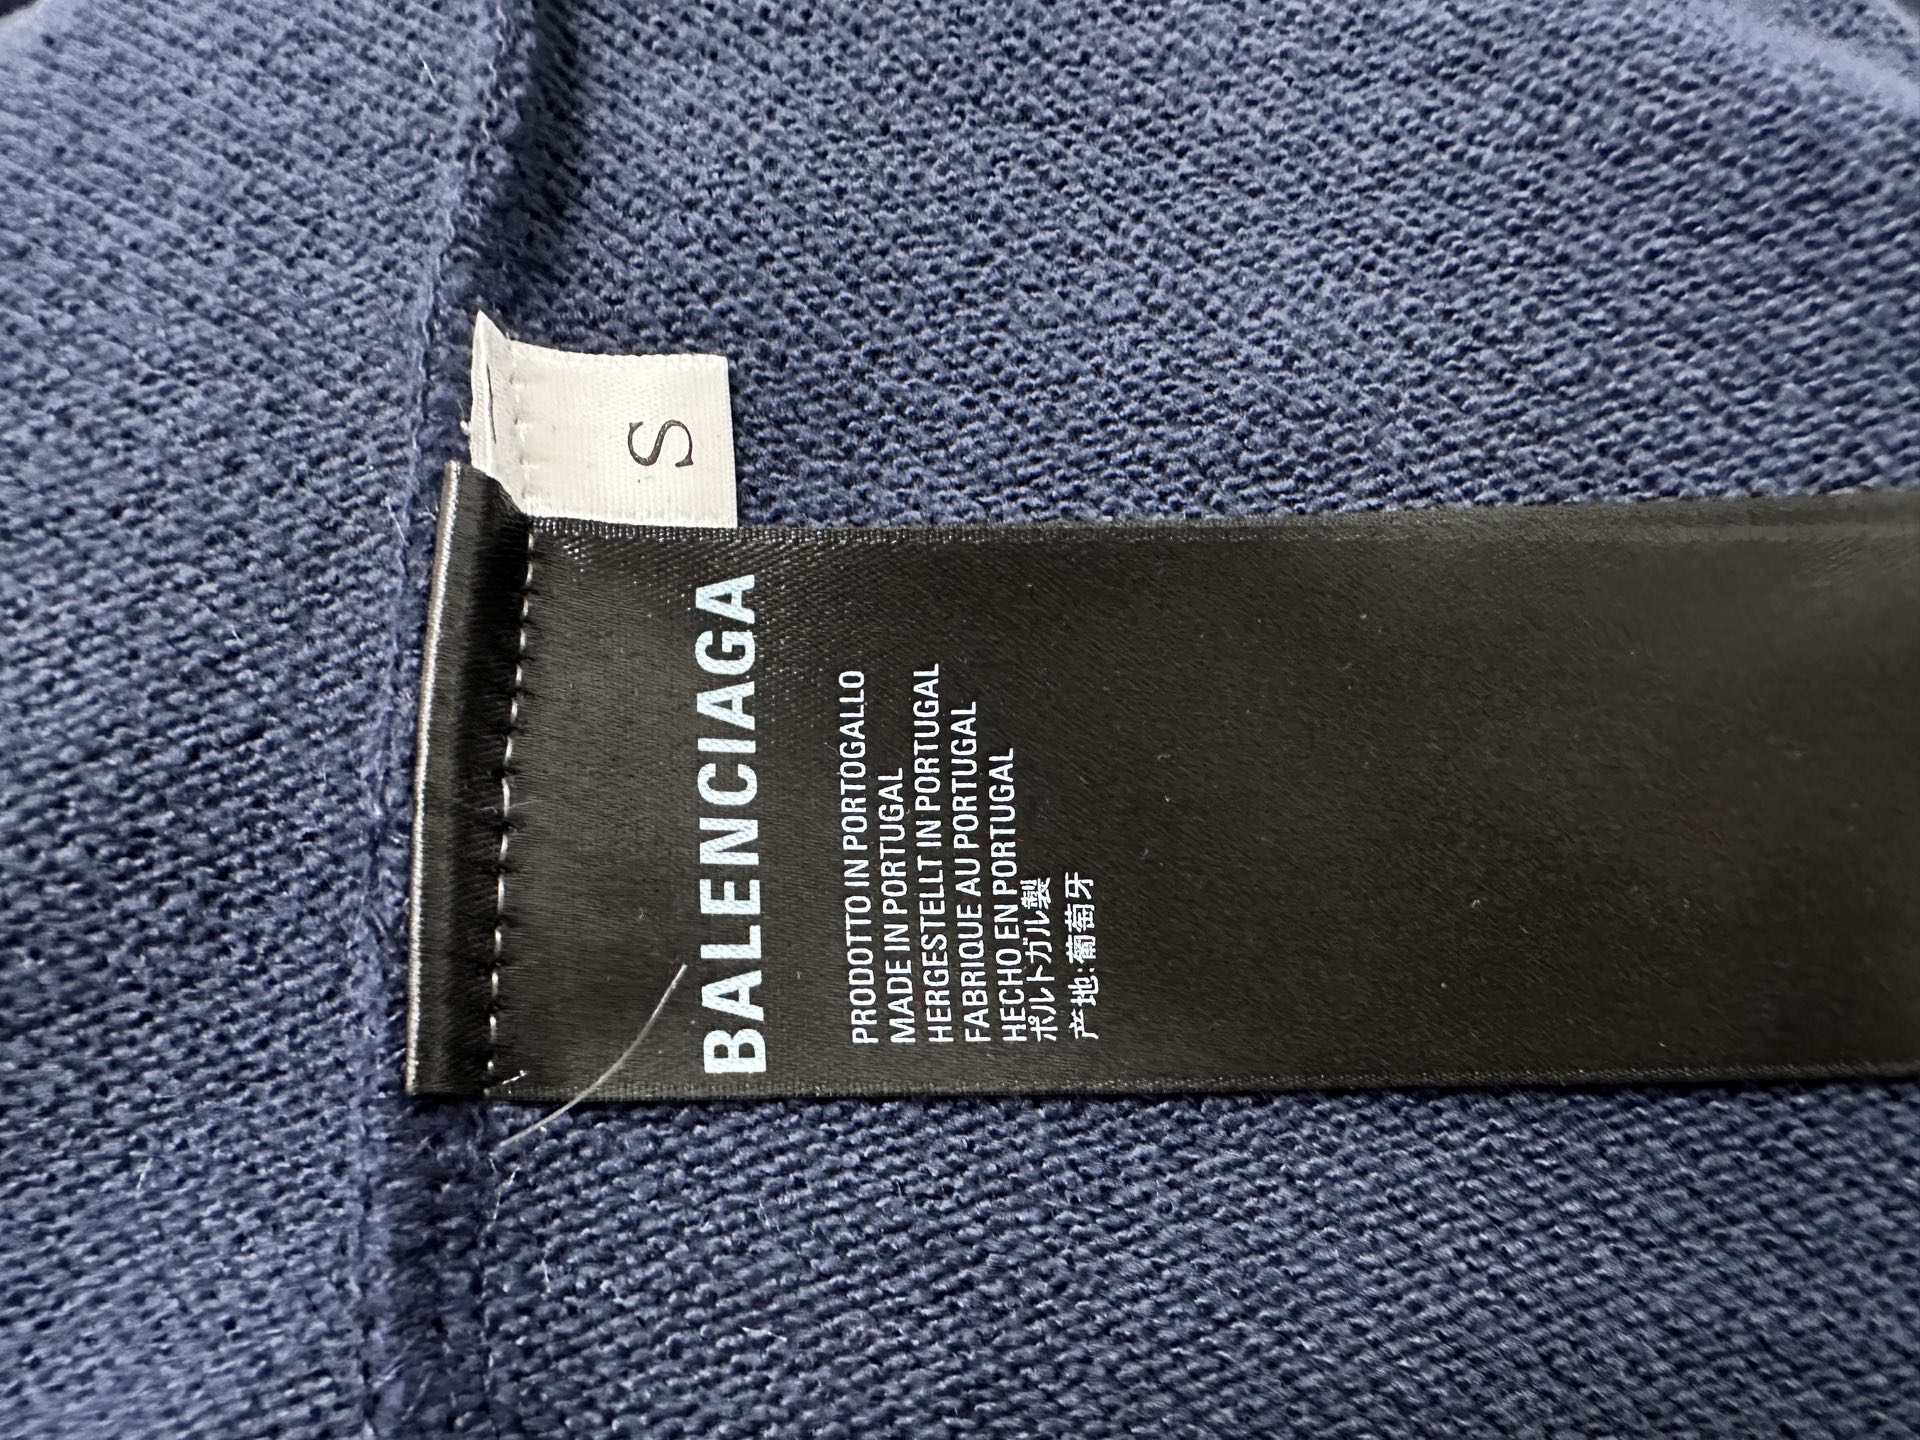 S
BALENCIAGA
PRODOTTO IN PORTOGALLO
MADE IN PORTUGAL
HERGESTELLT IN PORTUGAL
FABRIQUE AU PORTUGAL
HECHO EN PORTUGAL
ポルトガル製
产地:葡萄牙